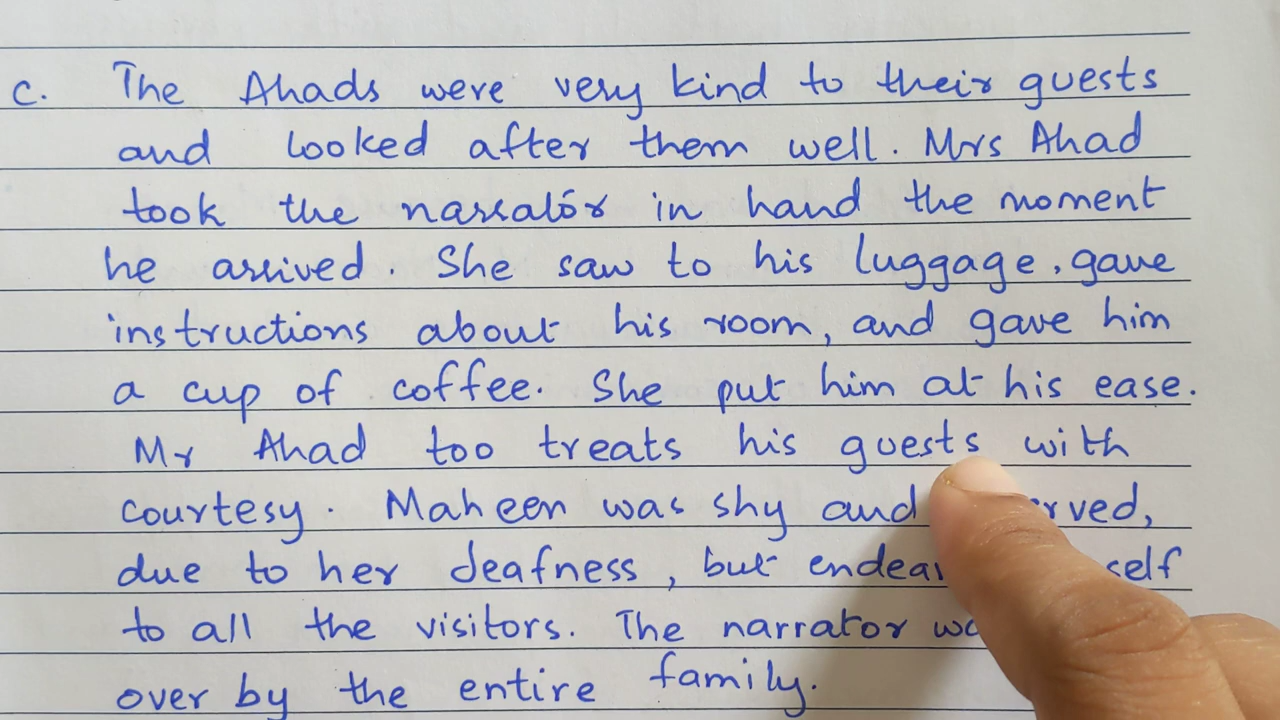 c. The Ahads were very kind to their guests
and looked after them well. Mrs Ahad
took the narrator in hand the moment
he arrived. She saw to his luggage, gave
instructions about his room, and gave him
a cup of coffee. She put him at his ease.
Mr Ahad too treats his guests with
courtesy. Maheen was shy and
due to her deafness, but
to all the visitors. The narrator
over by the entire family.